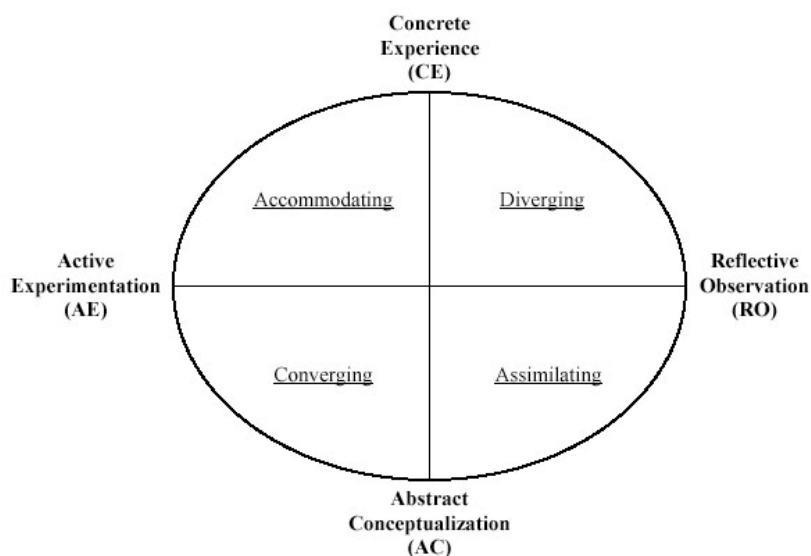 Concrete
Experience
(CE)
Accommodating
Diverging
Active
Experimentation
(AE)
Reflective
Observation
(RO)
Converging
Assimilating
Abstract
Conceptualization
(AC)